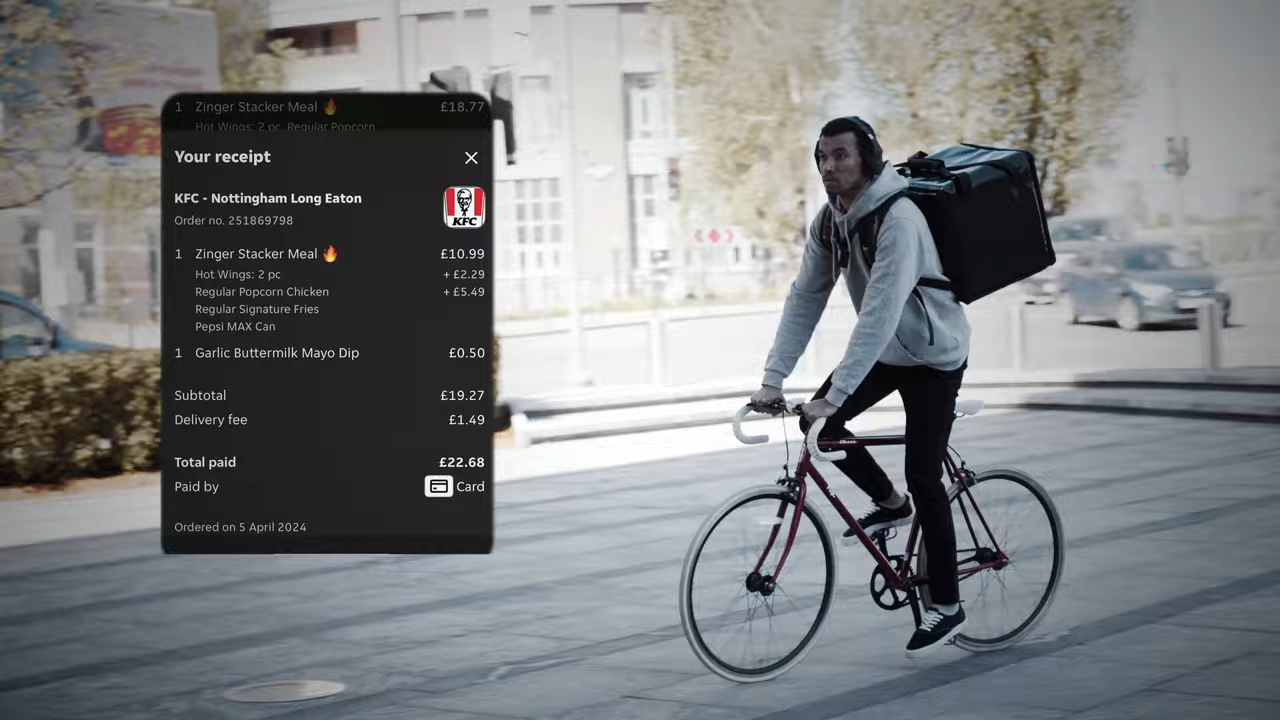 1 Zinger Stacker Meal 🔥 £18.77
Hot Wings: 2 pc, Regular Popcorn
Your receipt
KFC - Nottingham Long Eaton
Order no. 251869798
KFC
1 Zinger Stacker Meal 🔥 £10.99
Hot Wings: 2 pc + £2.29
Regular Popcorn Chicken + £5.49
Regular Signature Fries
Pepsi MAX Can
1 Garlic Buttermilk Mayo Dip £0.50
Subtotal £19.27
Delivery fee £1.49
Total paid £22.68
Paid by Card
Ordered on 5 April 2024
Classic